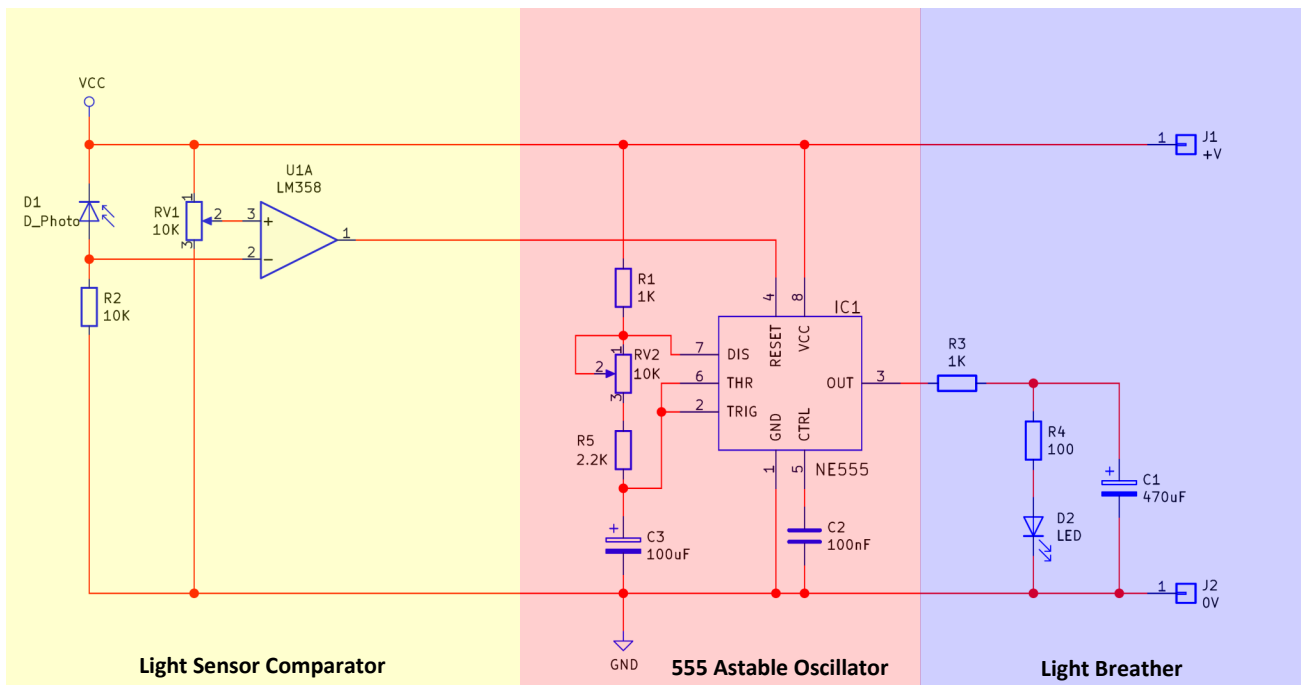 VCC
D1
D_Photo
R2
10K
1
RV1
10K
2
3
U1A
LM358
3
+
2
−
1
R1
1K
1
2
RV2
10K
3
R5
2.2K
+
C3
100uF
GND
4
8
IC1
RESET
VCC
7
DIS
6
THR
2
TRIG
OUT
3
GND
CTRL
1
5
NE555
C2
100nF
R3
1K
R4
100
D2
LED
+
C1
470uF
1
J1
+V
1
J2
0V
Light Sensor Comparator
555 Astable Oscillator
Light Breather